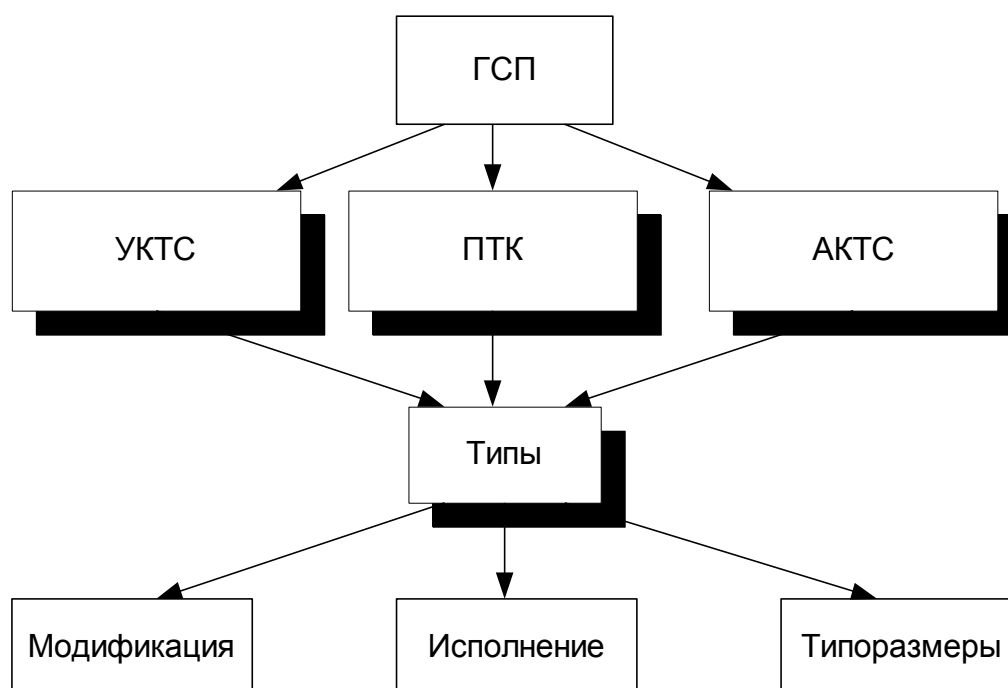 ГСП
УКТС
ПТК
АКТС
Типы
Модификация
Исполнение
Типоразмеры